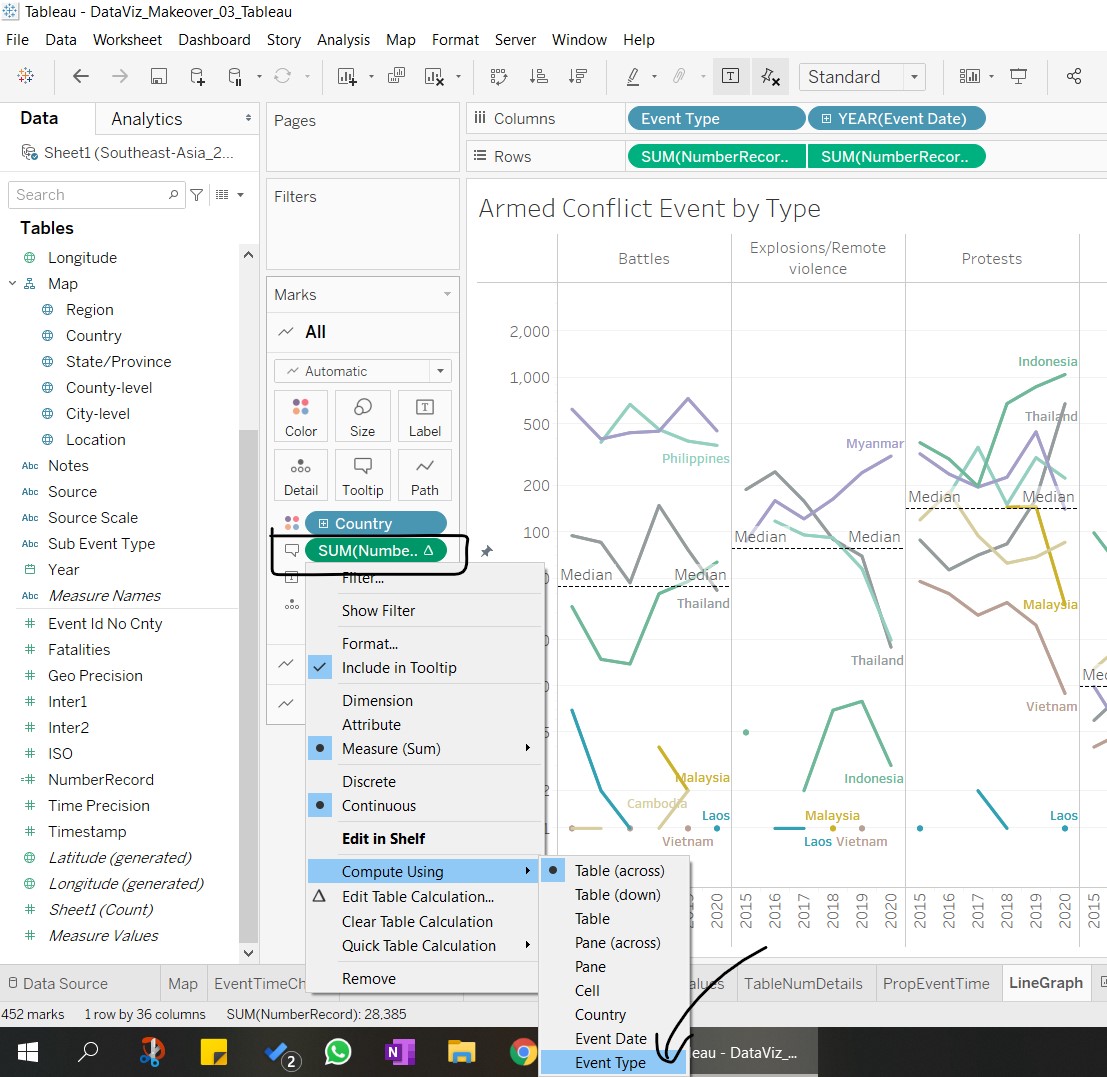 Tableau - DataViz_Makeover_03_Tableau
File Data Worksheet Dashboard Story Analysis Map Format Server Window Help
Standard
Data Analytics
Sheet1 (Southeast-Asia_2...
Search
Tables
Longitude
Map
Region
Country
State/Province
County-level
City-level
Location
Abc Notes
Abc Source
Abc Source Scale
Abc Sub Event Type
Year
Abc Measure Names
# Event Id No Cnty
# Fatalities
# Geo Precision
# Inter1
# Inter2
# ISO
=# NumberRecord
# Time Precision
# Timestamp
Latitude (generated)
Longitude (generated)
# Sheet1 (Count)
# Measure Values
Pages
Filters
Marks
All
Automatic
Color Size Label
Detail Tooltip Path
Country
SUM(Numbe.. Δ
Filter...
Show Filter
Format...
Include in Tooltip
Dimension
Attribute
Measure (Sum)
Discrete
Continuous
Edit in Shelf
Compute Using
Edit Table Calculation...
Clear Table Calculation
Quick Table Calculation
Remove
Table (across)
Table (down)
Table
Pane (across)
Pane
Cell
Country
Event Date
Event Type
Columns Event Type YEAR(Event Date)
Rows SUM(NumberRecor.. SUM(NumberRecor..
Armed Conflict Event by Type
Battles
Explosions/Remote
violence
Protests
2,000
1,000
500
200
100
Philippines
Median Median
Thailand
Malaysia
Cambodia
Laos
Vietnam
Myanmar
Median Median
Thailand
Indonesia
Malaysia
Laos Vietnam
Indonesia
Thailand
Median Median
Malaysia
Vietnam
Laos
Med
2020
2015 2016 2017 2018 2019 2020
2015 2016 2017 2018 2019 2020
2015
Data Source Map EventTimeCh alues TableNumDetails PropEventTime LineGraph
452 marks 1 row by 36 columns SUM(NumberRecord): 28,385
2
leau - DataViz_...